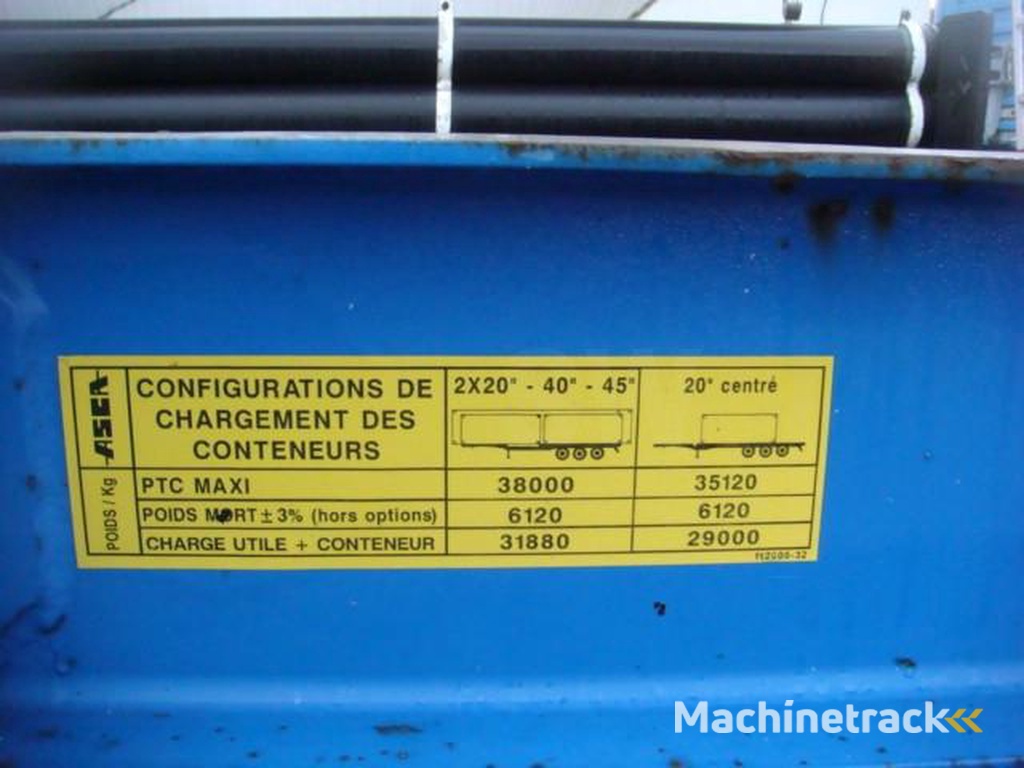 ASCA
CONFIGURATIONS DE
CHARGEMENT DES
CONTENEURS
2X20" - 40" - 45"
20" centré
POIDS / Kg
PTC MAXI 38000 35120
POIDS MORT ± 3% (hors options) 6120 6120
CHARGE UTILE + CONTENEUR 31880 29000
Machinetrack